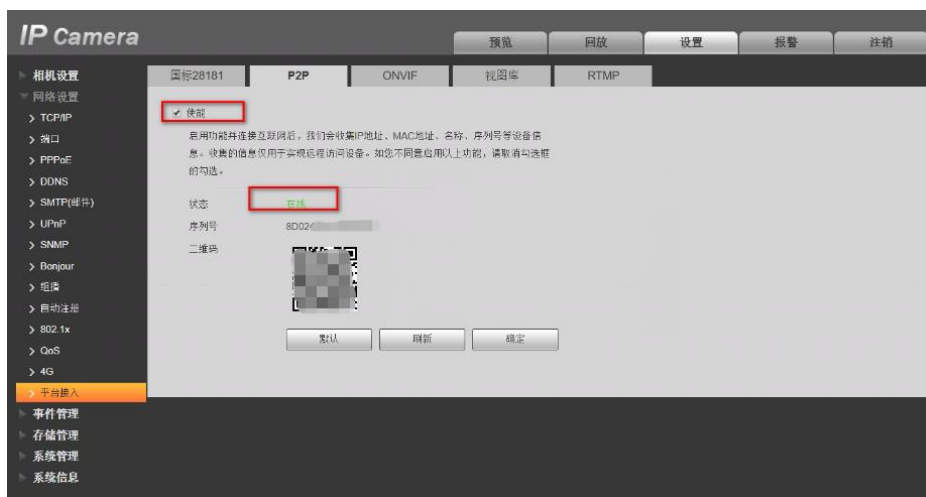 IP Camera
预览
回放
设置
报警
注销
相机设置
网络设置
TCP/IP
端口
PPPoE
DDNS
SMTP(邮件)
UPnP
SNMP
Bonjour
组播
自动注册
802.1x
QoS
4G
平台接入
事件管理
存储管理
系统管理
系统信息
国标28181
P2P
ONVIF
视图库
RTMP
使能
启用功能并连接互联网后，我们会收集IP地址、MAC地址、名称、序列号等设备信
息。收集的信息仅用于实现远程访问设备。如您不同意启用以上功能，请取消勾选框
的勾选。
状态 在线
序列号 8D024
二维码
默认
刷新
确定